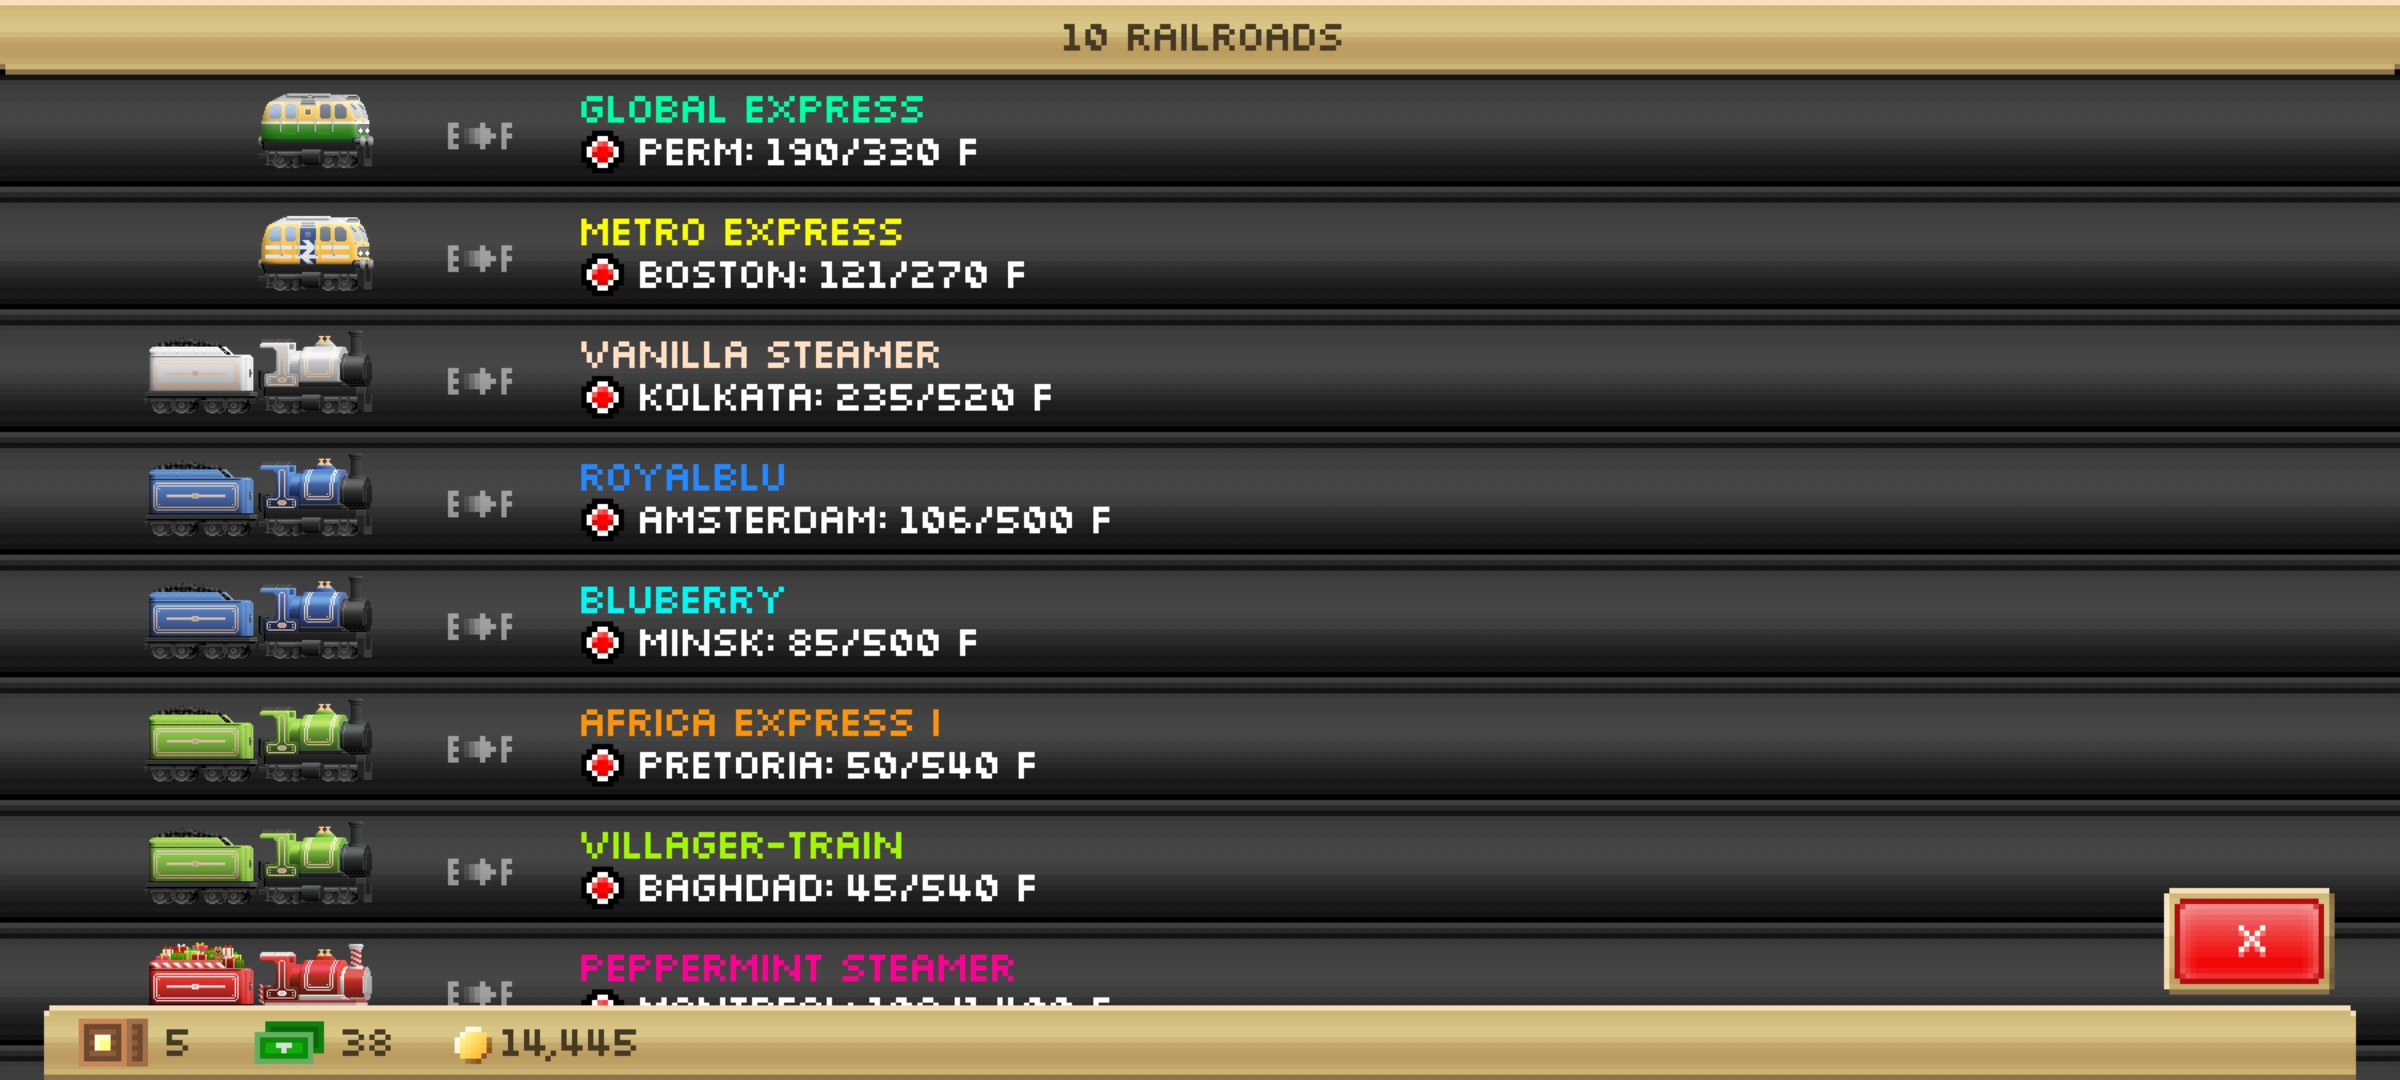 10 RAILROADS
GLOBAL EXPRESS
E F
PERM: 190/330 F
METRO EXPRESS
E F
BOSTON: 121/270 F
VANILLA STEAMER
E F
KOLKATA: 235/520 F
ROYALBLU
E F
AMSTERDAM: 106/500 F
BLUBERRY
E F
MINSK: 85/500 F
AFRICA EXPRESS I
E F
PRETORIA: 50/540 F
VILLAGER-TRAIN
E F
BAGHDAD: 45/540 F
PEPPERMINT STEAMER
E F
X
5 38 14,445